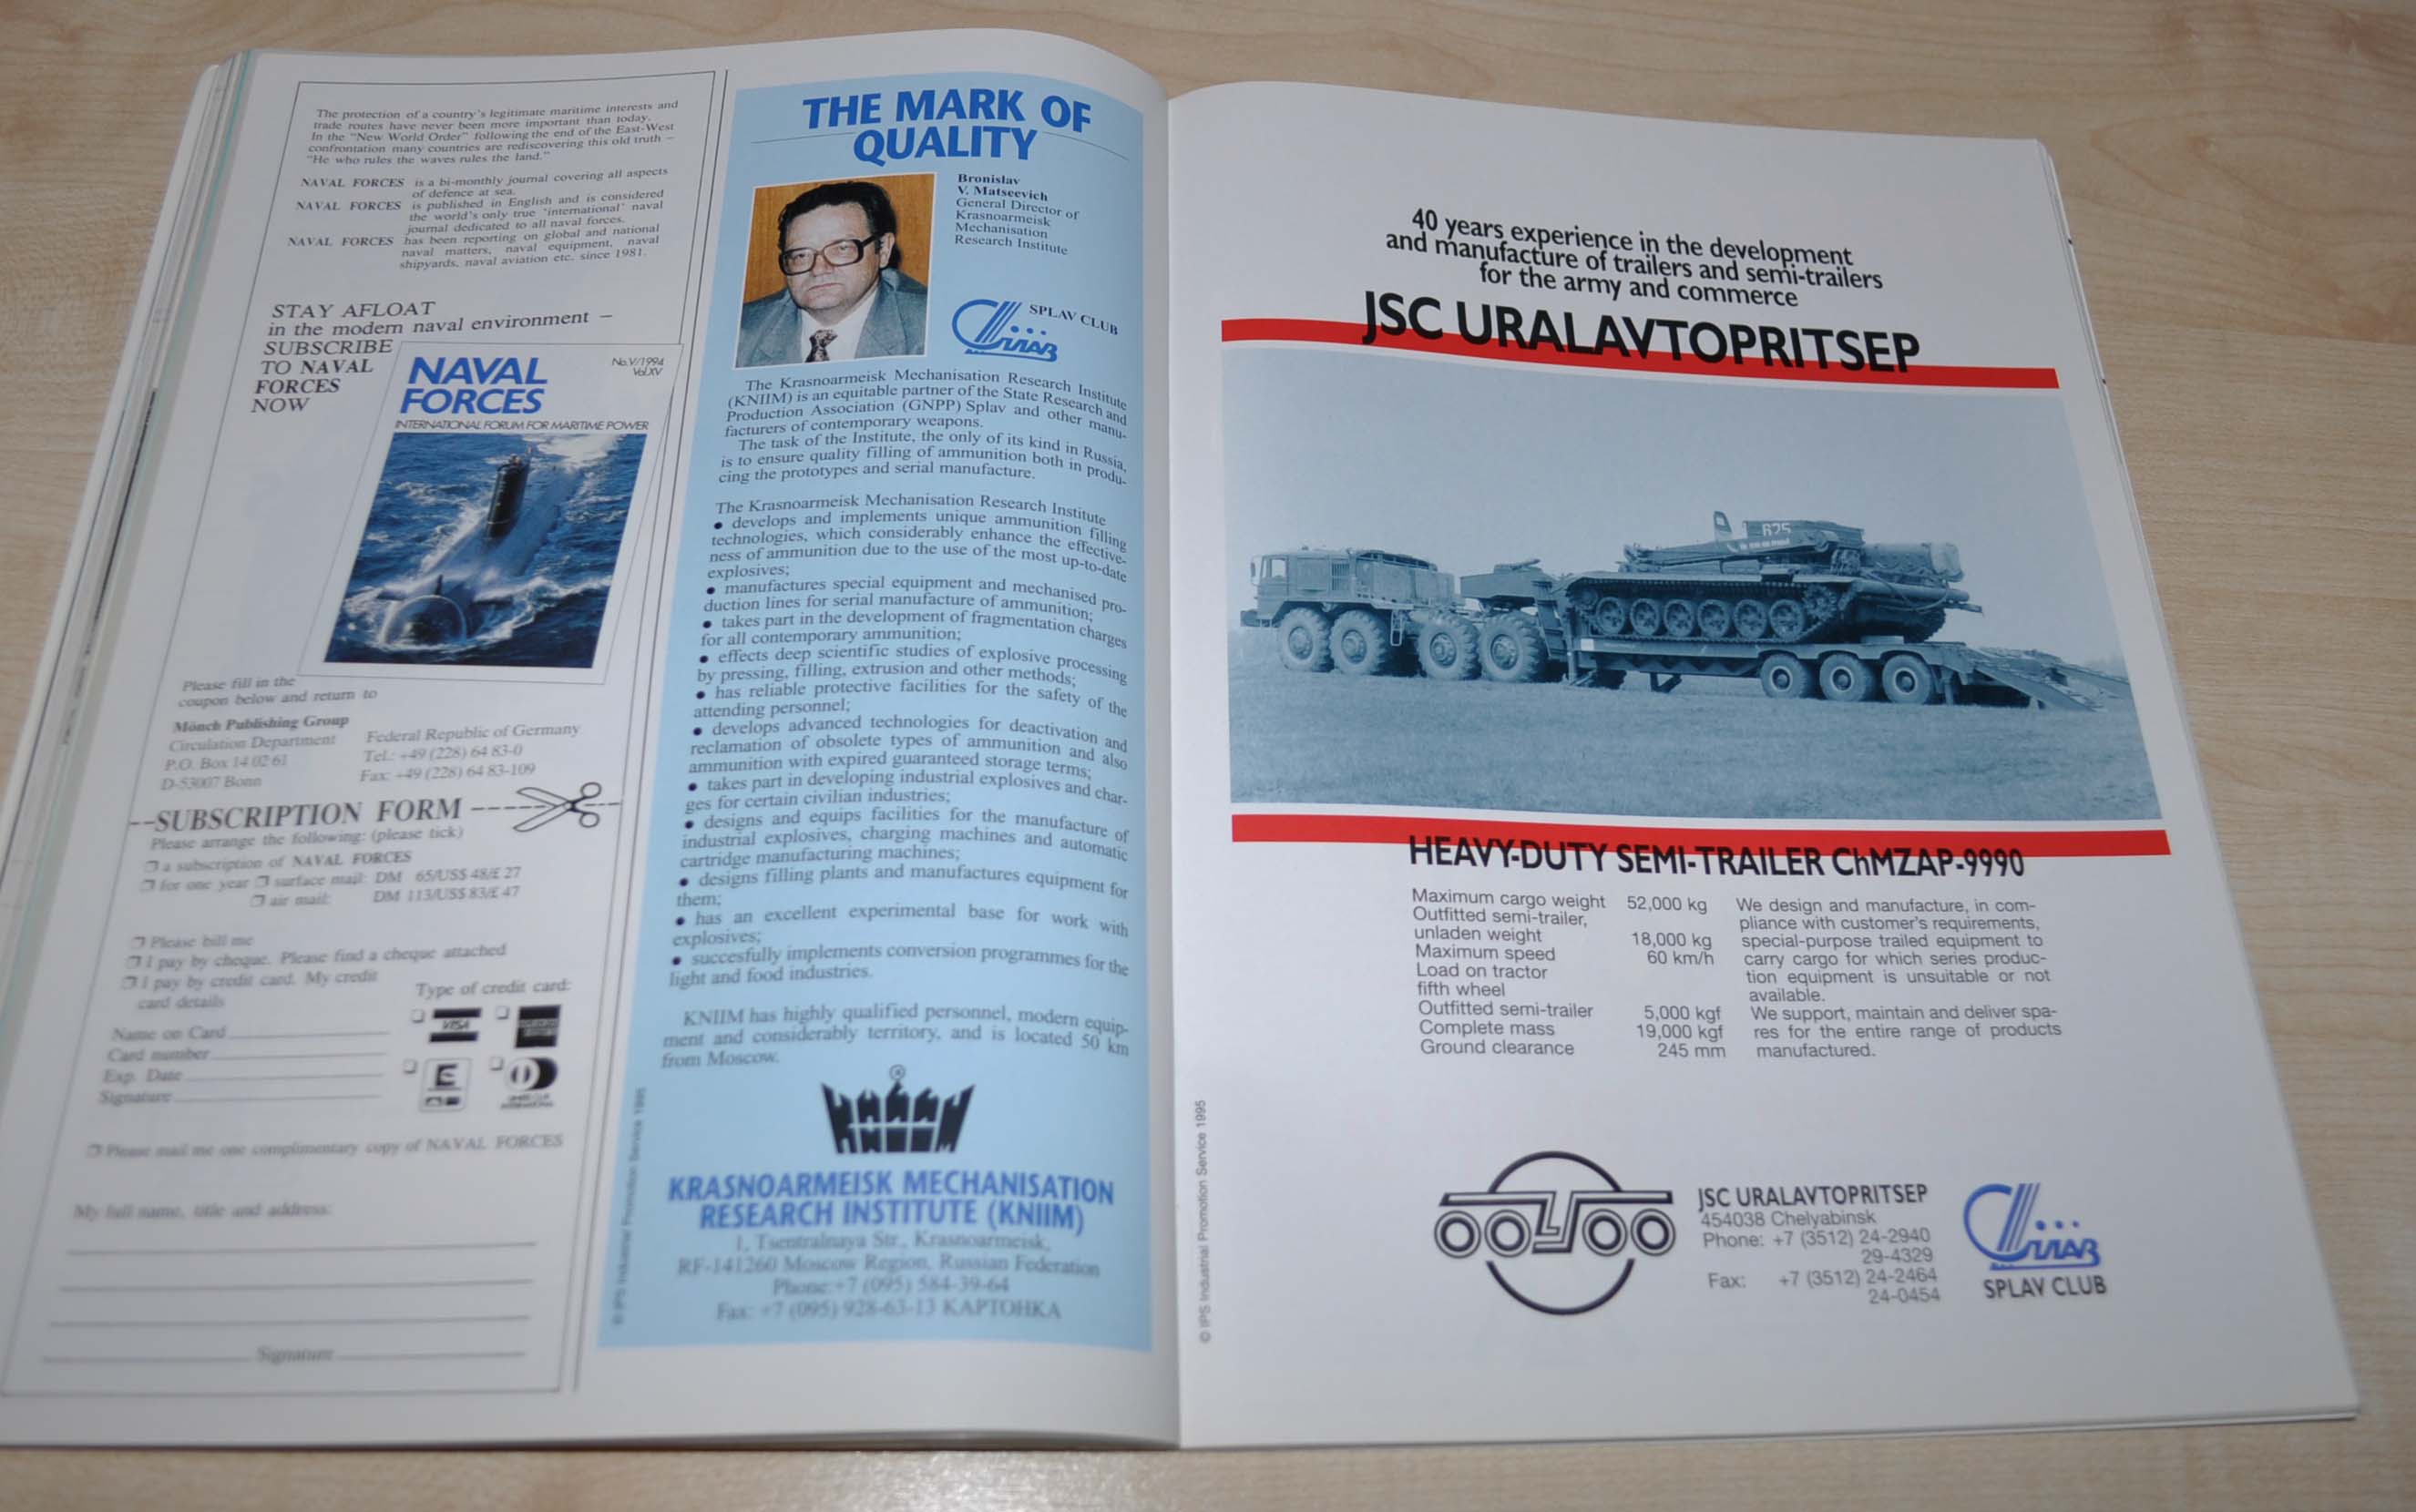 The protection of a country's legitimate maritime interests and
trade routes have never been more important than today.
In the "New World Order" following the end of the East-West
confrontation many countries are rediscovering this old truth –
"He who rules the waves rules the land."
NAVAL FORCES is a bi-monthly journal covering all aspects
of defence at sea.
NAVAL FORCES is published in English and is considered
the world's only true 'international' naval
journal dedicated to all naval forces.
NAVAL FORCES has been reporting on global and national
naval matters, naval equipment, naval
shipyards, naval aviation etc. since 1981.
STAY AFLOAT
in the modern naval environment –
SUBSCRIBE
TO NAVAL
FORCES
NOW
NAVAL
FORCES
No.V/1994
Vol.XV
INTERNATIONAL FORUM FOR MARITIME POWER
Please fill in the
coupon below and return to
Mönch Publishing Group
Circulation Department
P.O. Box 14 02 61
D-53007 Bonn
Federal Republic of Germany
Tel.: +49 (228) 64 83-0
Fax: +49 (228) 64 83-109
--SUBSCRIPTION FORM
Please arrange the following: (please tick)
❒ a subscription of NAVAL FORCES
❒ for one year ❒ surface mail: DM 65/US$ 48/£ 27
❒ air mail: DM 113/US$ 83/£ 47
❒ Please bill me
❒ I pay by cheque. Please find a cheque attached
❒ I pay by credit card. My credit
card details
Type of credit card:
Name on Card
Card number
Exp. Date
Signature
VISA
E
❒ Please mail me one complimentary copy of NAVAL FORCES
My full name, title and address:
Signature
THE MARK OF
QUALITY
Bronislav
V. Matseevich
General Director of
Krasnoarmeisk
Mechanisation
Research Institute
Сплав
SPLAV CLUB
The Krasnoarmeisk Mechanisation Research Institute
(KNIIM) is an equitable partner of the State Research and
Production Association (GNPP) Splav and other manu-
facturers of contemporary weapons.
The task of the Institute, the only of its kind in Russia,
is to ensure quality filling of ammunition both in produ-
cing the prototypes and serial manufacture.
The Krasnoarmeisk Mechanisation Research Institute
● develops and implements unique ammunition filling
technologies, which considerably enhance the effective-
ness of ammunition due to the use of the most up-to-date
explosives;
● manufactures special equipment and mechanised pro-
duction lines for serial manufacture of ammunition;
● takes part in the development of fragmentation charges
for all contemporary ammunition;
● effects deep scientific studies of explosive processing
by pressing, filling, extrusion and other methods;
● has reliable protective facilities for the safety of the
attending personnel;
● develops advanced technologies for deactivation and
reclamation of obsolete types of ammunition and also
ammunition with expired guaranteed storage terms;
● takes part in developing industrial explosives and char-
ges for certain civilian industries;
● designs and equips facilities for the manufacture of
industrial explosives, charging machines and automatic
cartridge manufacturing machines;
● designs filling plants and manufactures equipment for
them;
● has an excellent experimental base for work with
explosives;
● succesfully implements conversion programmes for the
light and food industries.
KNIIM has highly qualified personnel, modern equip-
ment and considerably territory, and is located 50 km
from Moscow.
®
KRASNOARMEISK MECHANISATION
RESEARCH INSTITUTE (KNIIM)
1, Tsentralnaya Str., Krasnoarmeisk,
RF-141260 Moscow Region, Russian Federation
Phone:+7 (095) 584-39-64
Fax: +7 (095) 928-63-13 КАРТОНКА
© IPS Industrial Promotion Service 1995
40 years experience in the development
and manufacture of trailers and semi-trailers
for the army and commerce
JSC URALAVTOPRITSEP
HEAVY-DUTY SEMI-TRAILER ChMZAP-9990
Maximum cargo weight 52,000 kg
Outfitted semi-trailer,
unladen weight 18,000 kg
Maximum speed 60 km/h
Load on tractor
fifth wheel
Outfitted semi-trailer 5,000 kgf
Complete mass 19,000 kgf
Ground clearance 245 mm
We design and manufacture, in com-
pliance with customer's requirements,
special-purpose trailed equipment to
carry cargo for which series produc-
tion equipment is unsuitable or not
available.
We support, maintain and deliver spa-
res for the entire range of products
manufactured.
© IPS Industrial Promotion Service 1995
JSC URALAVTOPRITSEP
454038 Chelyabinsk
Phone: +7 (3512) 24-2940
29-4329
Fax: +7 (3512) 24-2464
24-0454
Сплав
SPLAV CLUB